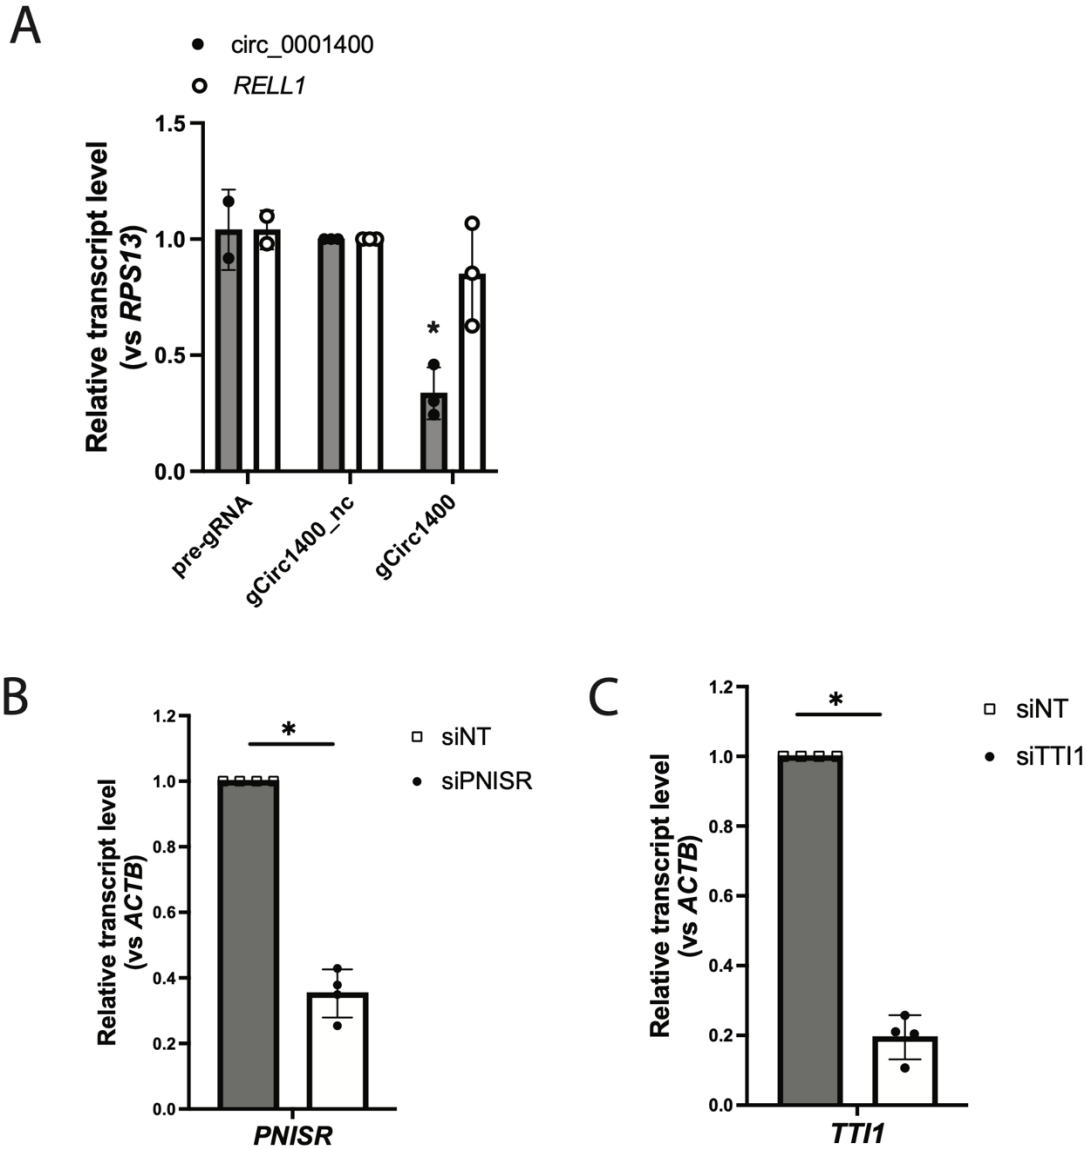 A
circ_0001400
RELL1
Relative transcript level
(vs RPS13)
1.5
1.0
0.5
0.0
*
pre-gRNA
gCirc1400_nc
gCirc1400
B
Relative transcript level
(vs ACTB)
1.2
1.0
0.8
0.6
0.4
0.2
0.0
*
siNT
siPNISR
PNISR
C
Relative transcript level
(vs ACTB)
1.2
1.0
0.8
0.6
0.4
0.2
0.0
*
siNT
siTTI1
TTI1